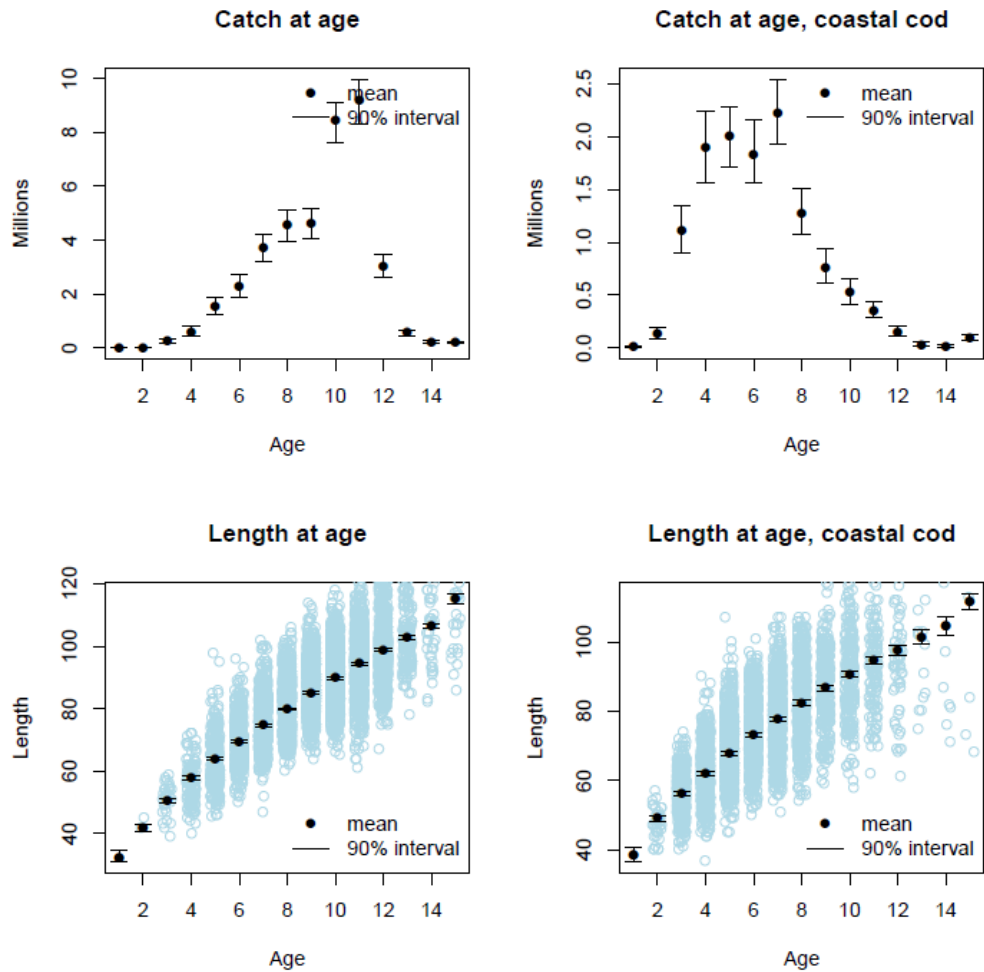 Catch at age
Millions
10
8
6
4
2
0
mean
90% interval
2 4 6 8 10 12 14
Age
Catch at age, coastal cod
Millions
2.5
2.0
1.5
1.0
0.5
0.0
mean
90% interval
2 4 6 8 10 12 14
Age
Length at age
Length
120
100
80
60
40
mean
90% interval
2 4 6 8 10 12 14
Age
Length at age, coastal cod
Length
100
80
60
40
mean
90% interval
2 4 6 8 10 12 14
Age